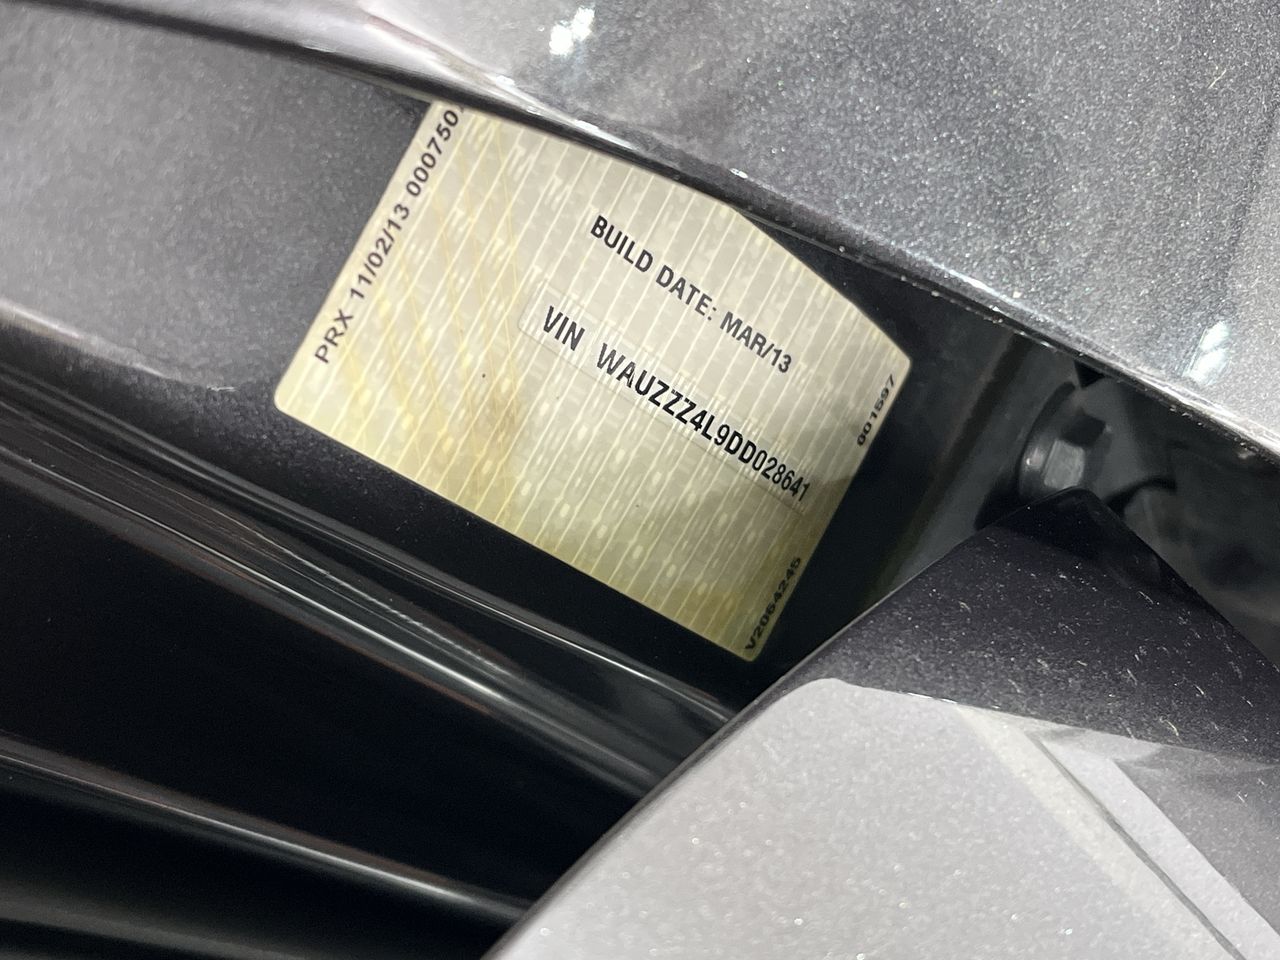 PRX 11/02/13 000750
BUILD DATE: MAR/13
VIN WAUZZZ4L9DD028641
001597
V2064245